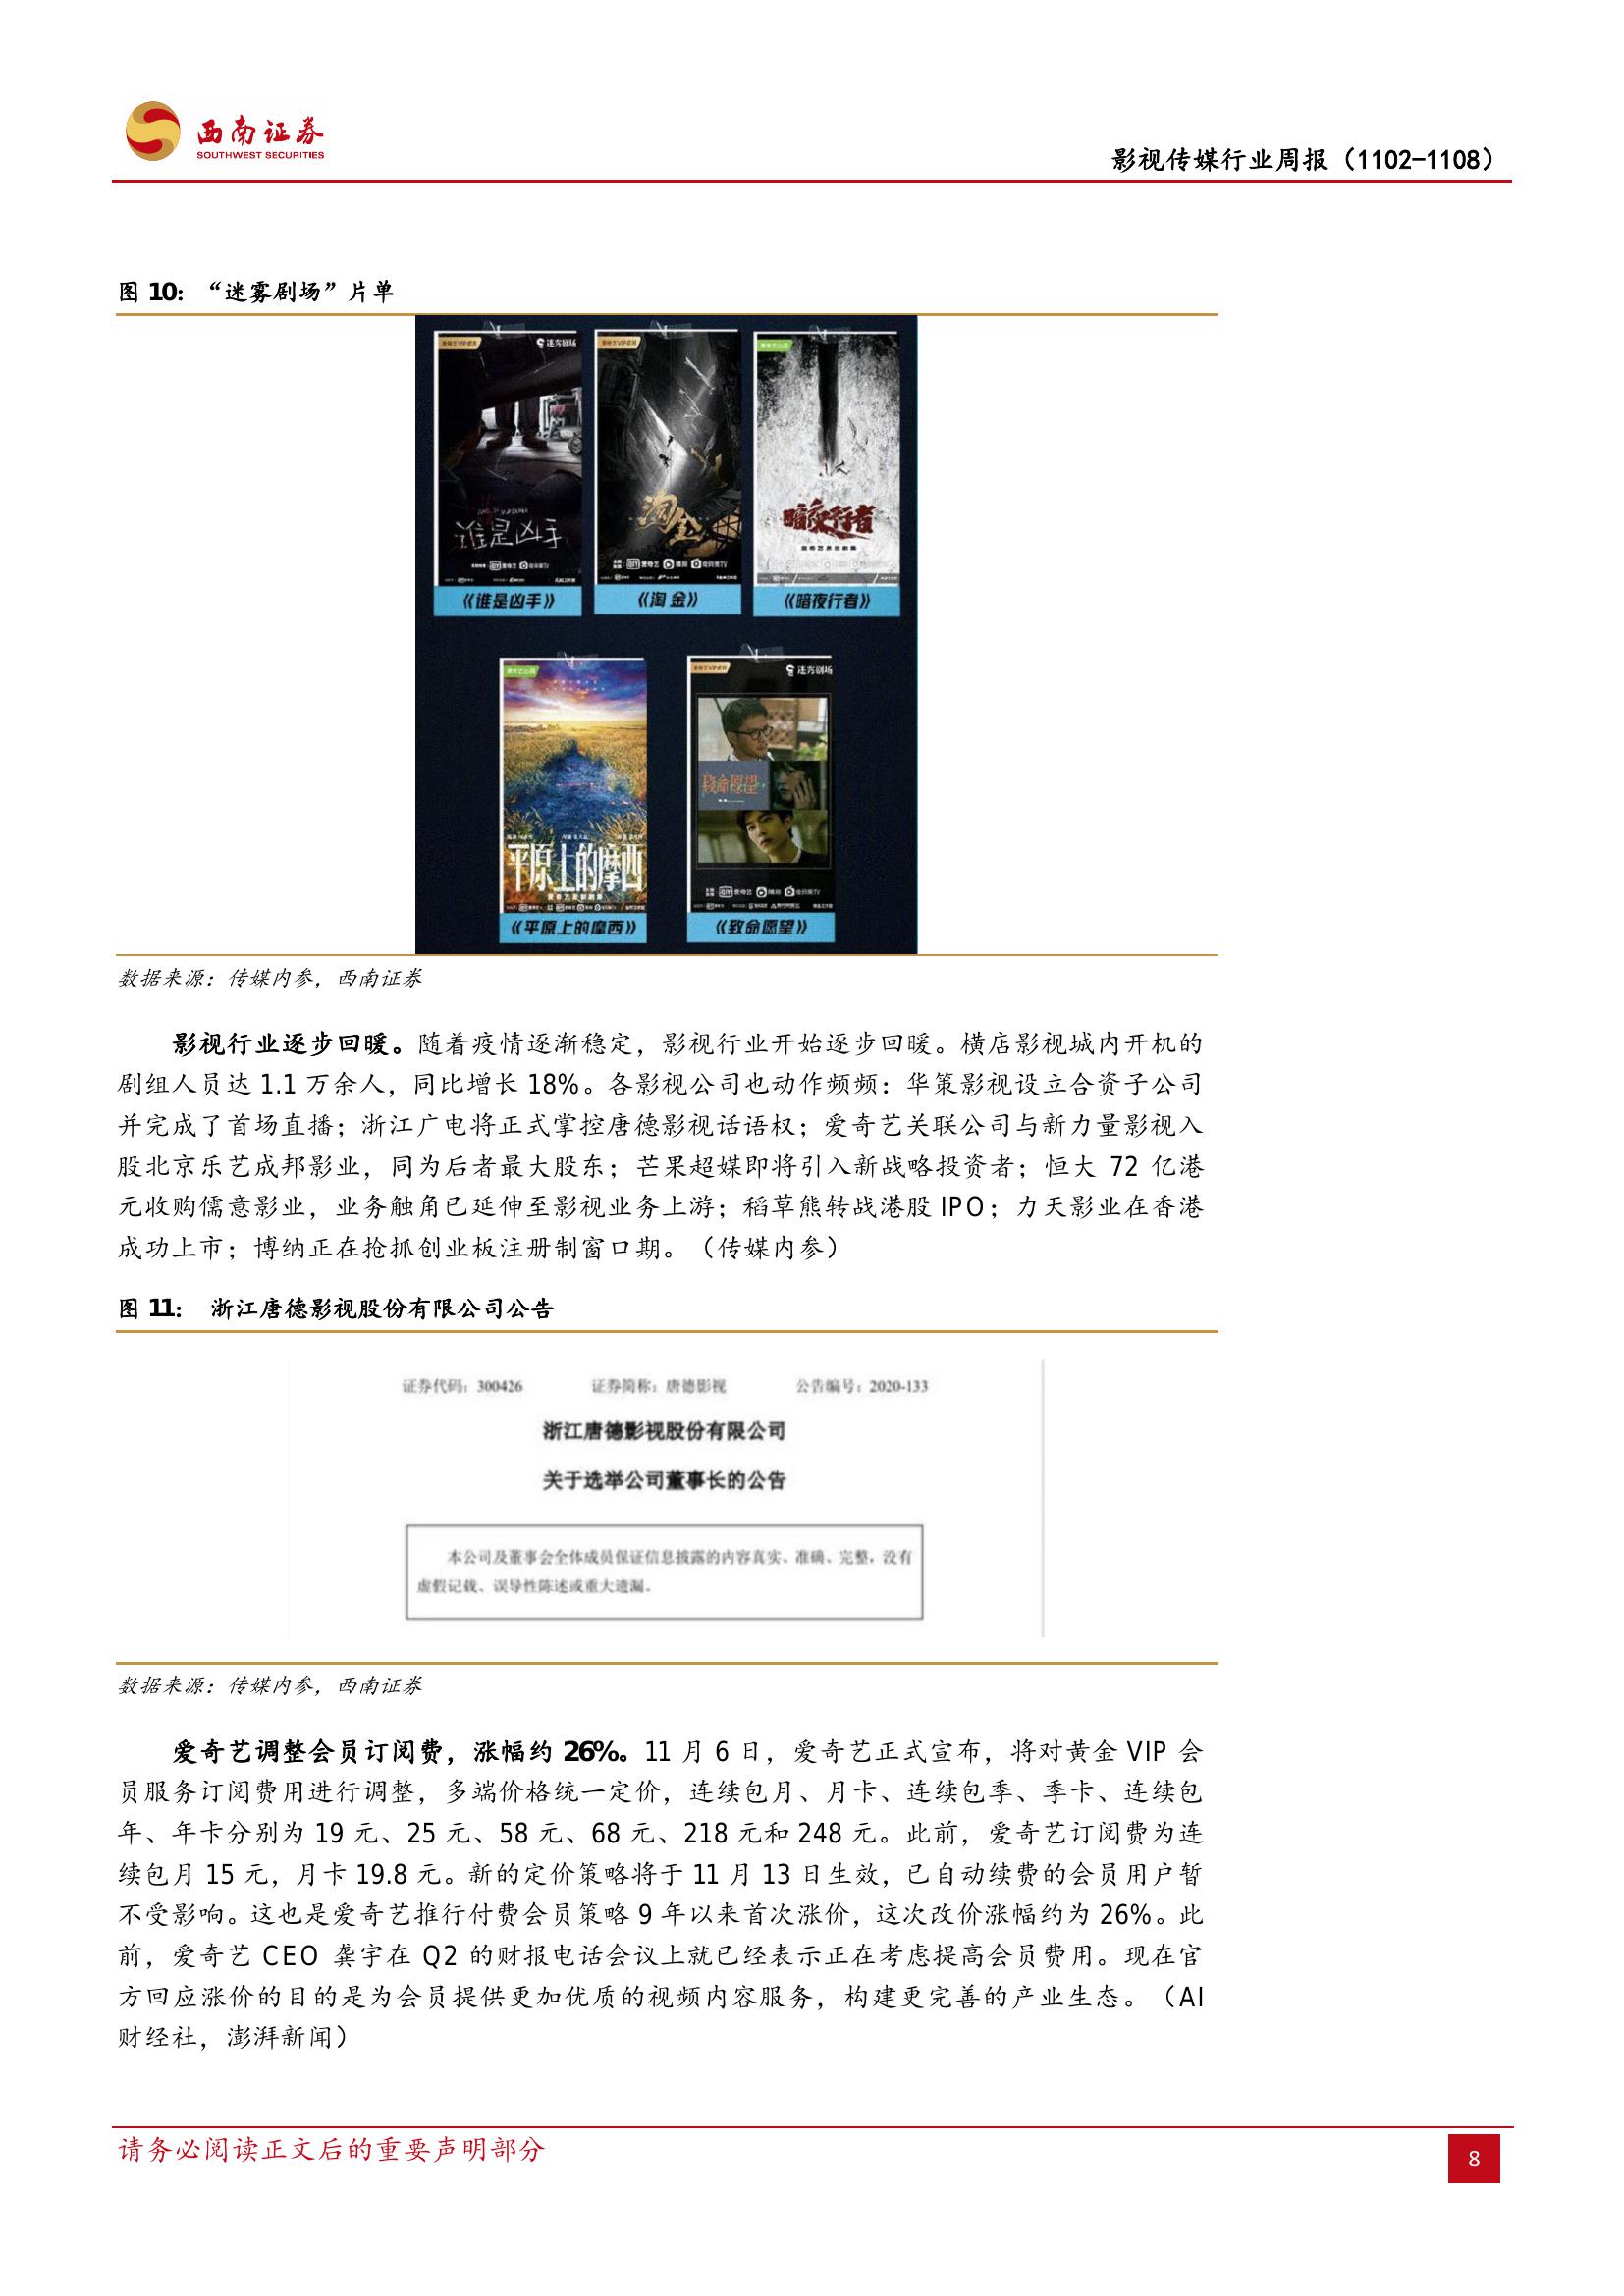 西南证券
SOUTHWEST SECURITIES
影视传媒行业周报（1102-1108）
图 10：“迷雾剧场”片单
迷雾剧场
谁是凶手
淘金
暗夜行者
《谁是凶手》
《淘 金》
《暗夜行者》
迷雾剧场
平原上的摩西
致命愿望
《平原上的摩西》
《致命愿望》
数据来源：传媒内参，西南证券
影视行业逐步回暖。随着疫情逐渐稳定，影视行业开始逐步回暖。横店影视城内开机的
剧组人员达 1.1 万余人，同比增长 18%。各影视公司也动作频频：华策影视设立合资子公司
并完成了首场直播；浙江广电将正式掌控唐德影视话语权；爱奇艺关联公司与新力量影视入
股北京乐艺成邦影业，同为后者最大股东；芒果超媒即将引入新战略投资者；恒大 72 亿港
元收购儒意影业，业务触角已延伸至影视业务上游；稻草熊转战港股 IPO；力天影业在香港
成功上市；博纳正在抢抓创业板注册制窗口期。（传媒内参）
图 11： 浙江唐德影视股份有限公司公告
证券代码：300426 证券简称：唐德影视 公告编号：2020-133
浙江唐德影视股份有限公司
关于选举公司董事长的公告
本公司及董事会全体成员保证信息披露的内容真实、准确、完整，没有
虚假记载、误导性陈述或重大遗漏。
数据来源：传媒内参，西南证券
爱奇艺调整会员订阅费，涨幅约 26%。11 月 6 日，爱奇艺正式宣布，将对黄金 VIP 会
员服务订阅费用进行调整，多端价格统一定价，连续包月、月卡、连续包季、季卡、连续包
年、年卡分别为 19 元、25 元、58 元、68 元、218 元和 248 元。此前，爱奇艺订阅费为连
续包月 15 元，月卡 19.8 元。新的定价策略将于 11 月 13 日生效，已自动续费的会员用户暂
不受影响。这也是爱奇艺推行付费会员策略 9 年以来首次涨价，这次改价涨幅约为 26%。此
前，爱奇艺 CEO 龚宇在 Q2 的财报电话会议上就已经表示正在考虑提高会员费用。现在官
方回应涨价的目的是为会员提供更加优质的视频内容服务，构建更完善的产业生态。（AI
财经社，澎湃新闻）
请务必阅读正文后的重要声明部分
8